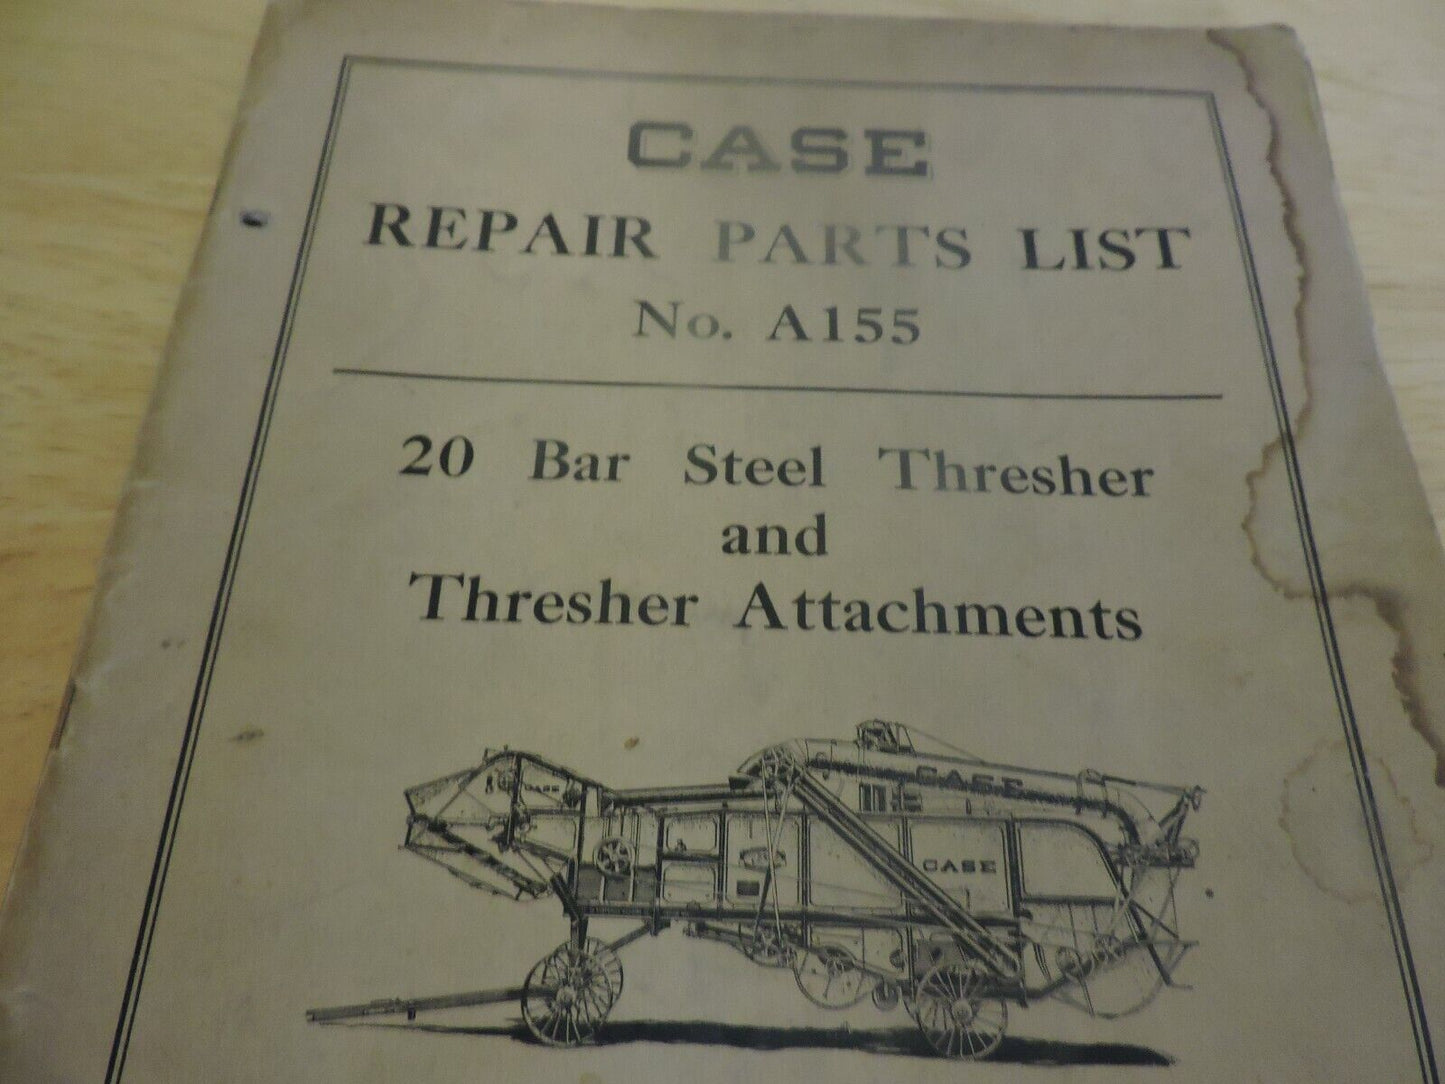 CASE
REPAIR PARTS LIST
No. A155
20 Bar Steel Thresher
and
Thresher Attachments
CASE
CASE
CASE